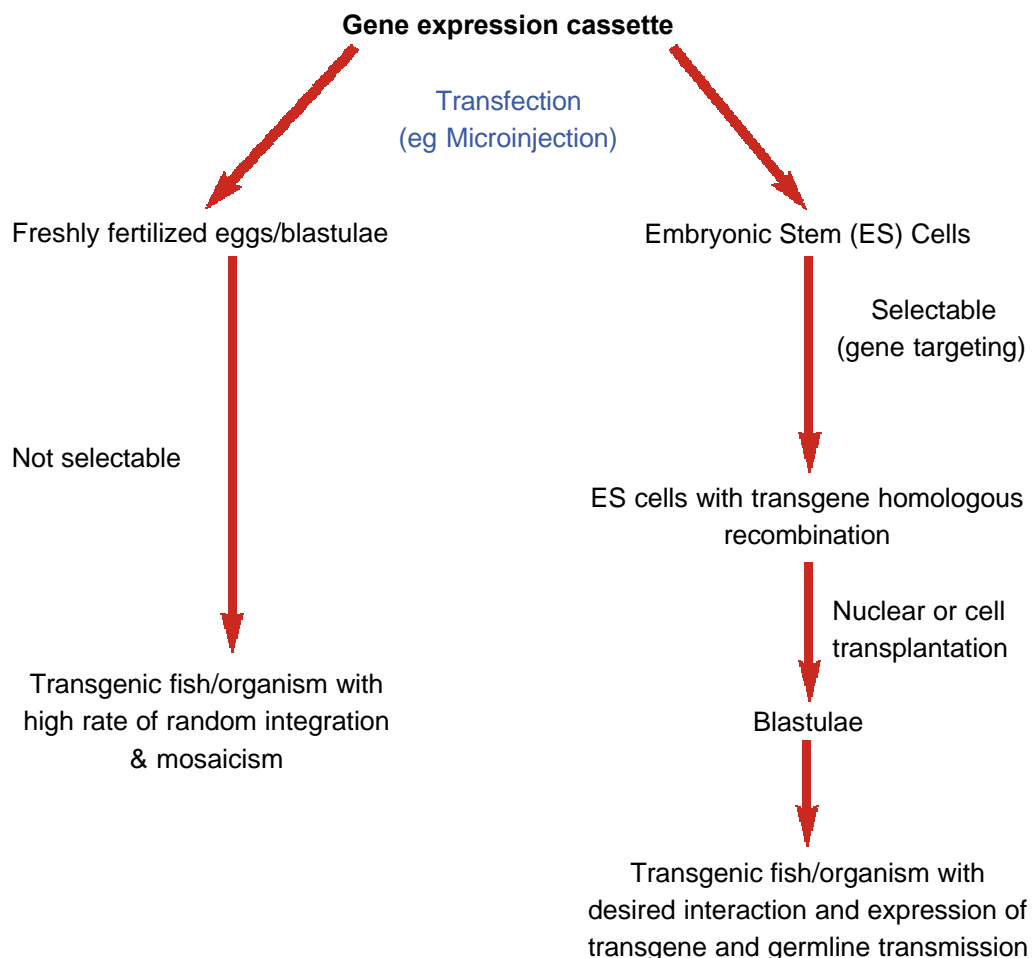 Gene expression cassette
Transfection
(eg Microinjection)
Freshly fertilized eggs/blastulae
Not selectable
Transgenic fish/organism with
high rate of random integration
& mosaicism
Embryonic Stem (ES) Cells
Selectable
(gene targeting)
ES cells with transgene homologous
recombination
Nuclear or cell
transplantation
Blastulae
Transgenic fish/organism with
desired interaction and expression of
transgene and germline transmission